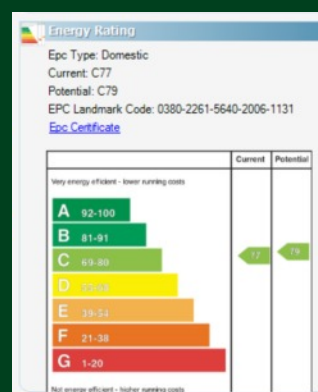 Energy Rating
Epc Type: Domestic
Current: C77
Potential: C79
EPC Landmark Code: 0380-2261-5640-2006-1131
Epc Certificate
Current Potential
Very energy efficient - lower running costs
A 92-100
B 81-91
C 69-80
77 79
D
E 39-54
F 21-38
G 1-20
Not energy efficient - higher running costs